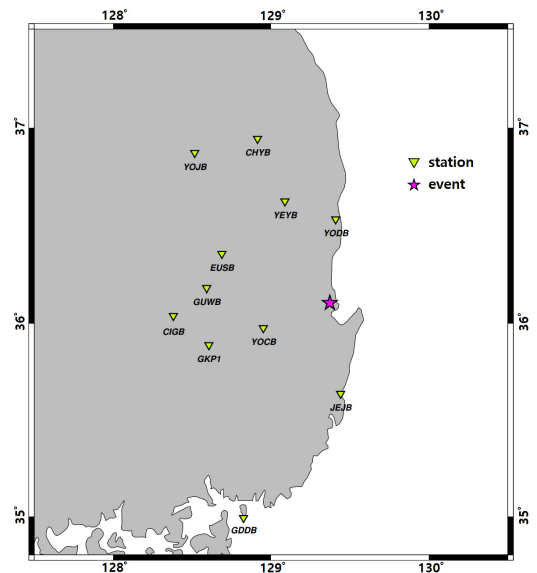 128° 129° 130°
37°
CHYB
YOJB
station
event
YEYB
YODB
EUSB
GUWB
36°
CIGB
YOCB
GKP1
JEJB
35°
GDDB
128° 129° 130°
37°
36°
35°